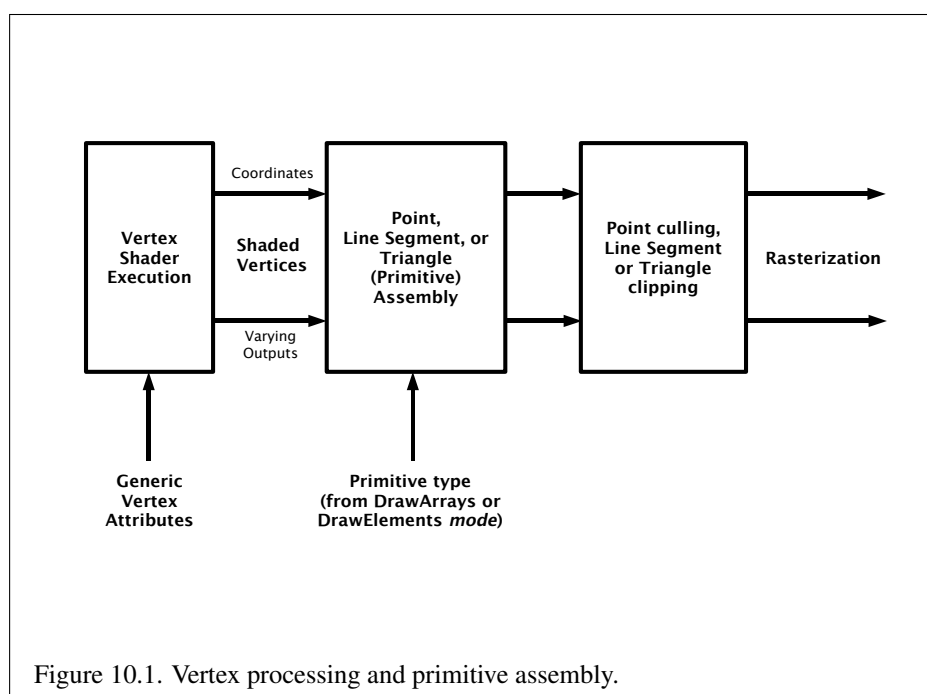 Coordinates
Vertex
Shader
Execution
Shaded
Vertices
Varying
Outputs
Point,
Line Segment, or
Triangle
(Primitive)
Assembly
Point culling,
Line Segment
or Triangle
clipping
Rasterization
Generic
Vertex
Attributes
Primitive type
(from DrawArrays or
DrawElements mode)
Figure 10.1. Vertex processing and primitive assembly.